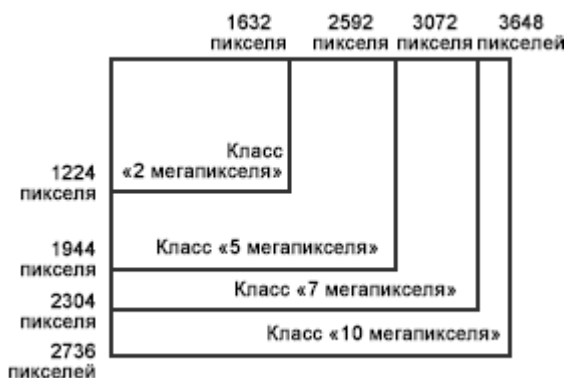 1632
пикселя
2592
пикселя
3072
пикселя
3648
пикселей
Класс
«2 мегапикселя»
1224
пикселя
Класс «5 мегапикселя»
1944
пикселя
Класс «7 мегапикселя»
2304
пикселя
Класс «10 мегапикселя»
2736
пикселей